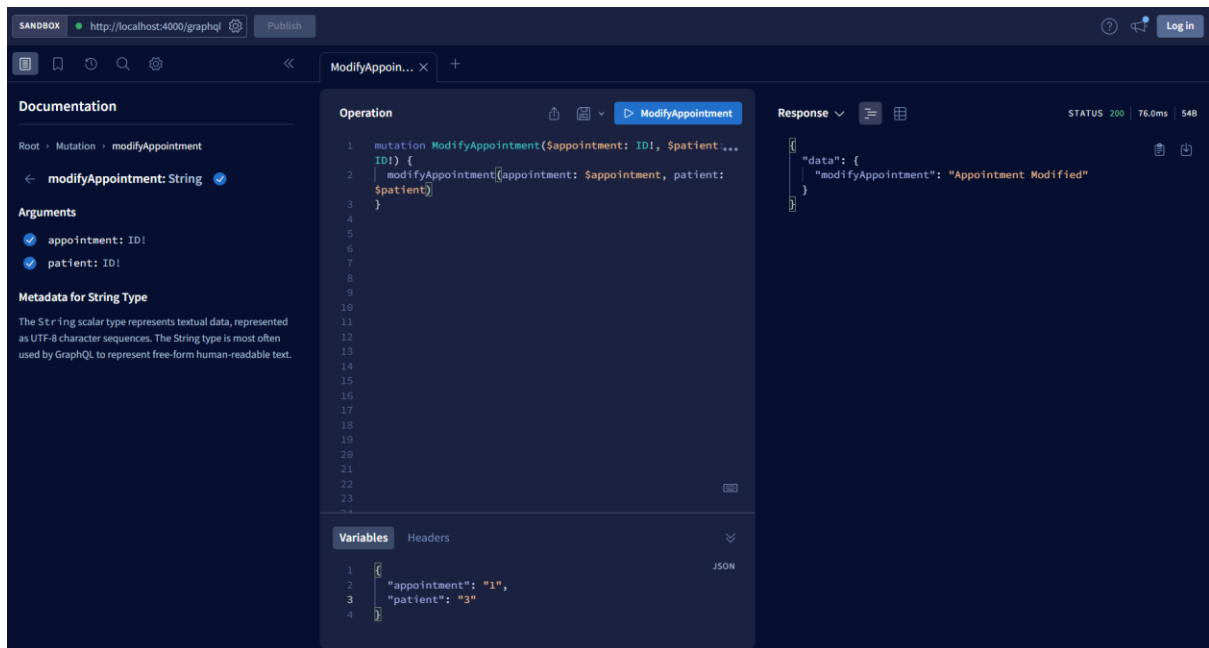 SANDBOX http://localhost:4000/graphql Publish Log in
ModifyAppoin...
Documentation
Root › Mutation › modifyAppointment
modifyAppointment: String
Arguments
appointment: ID!
patient: ID!
Metadata for String Type
The String scalar type represents textual data, represented
as UTF-8 character sequences. The String type is most often
used by GraphQL to represent free-form human-readable text.
Operation
ModifyAppointment
1 mutation ModifyAppointment($appointment: ID!, $patient: ...
ID!) {
2 modifyAppointment(appointment: $appointment, patient:
$patient)
3 }
4
5
6
7
8
9
10
11
12
13
14
15
16
17
18
19
20
21
22
23
24
Variables Headers
JSON
1 {
2 "appointment": "1",
3 "patient": "3"
4 }
Response
STATUS 200 76.0ms 54B
{
"data": {
"modifyAppointment": "Appointment Modified"
}
}